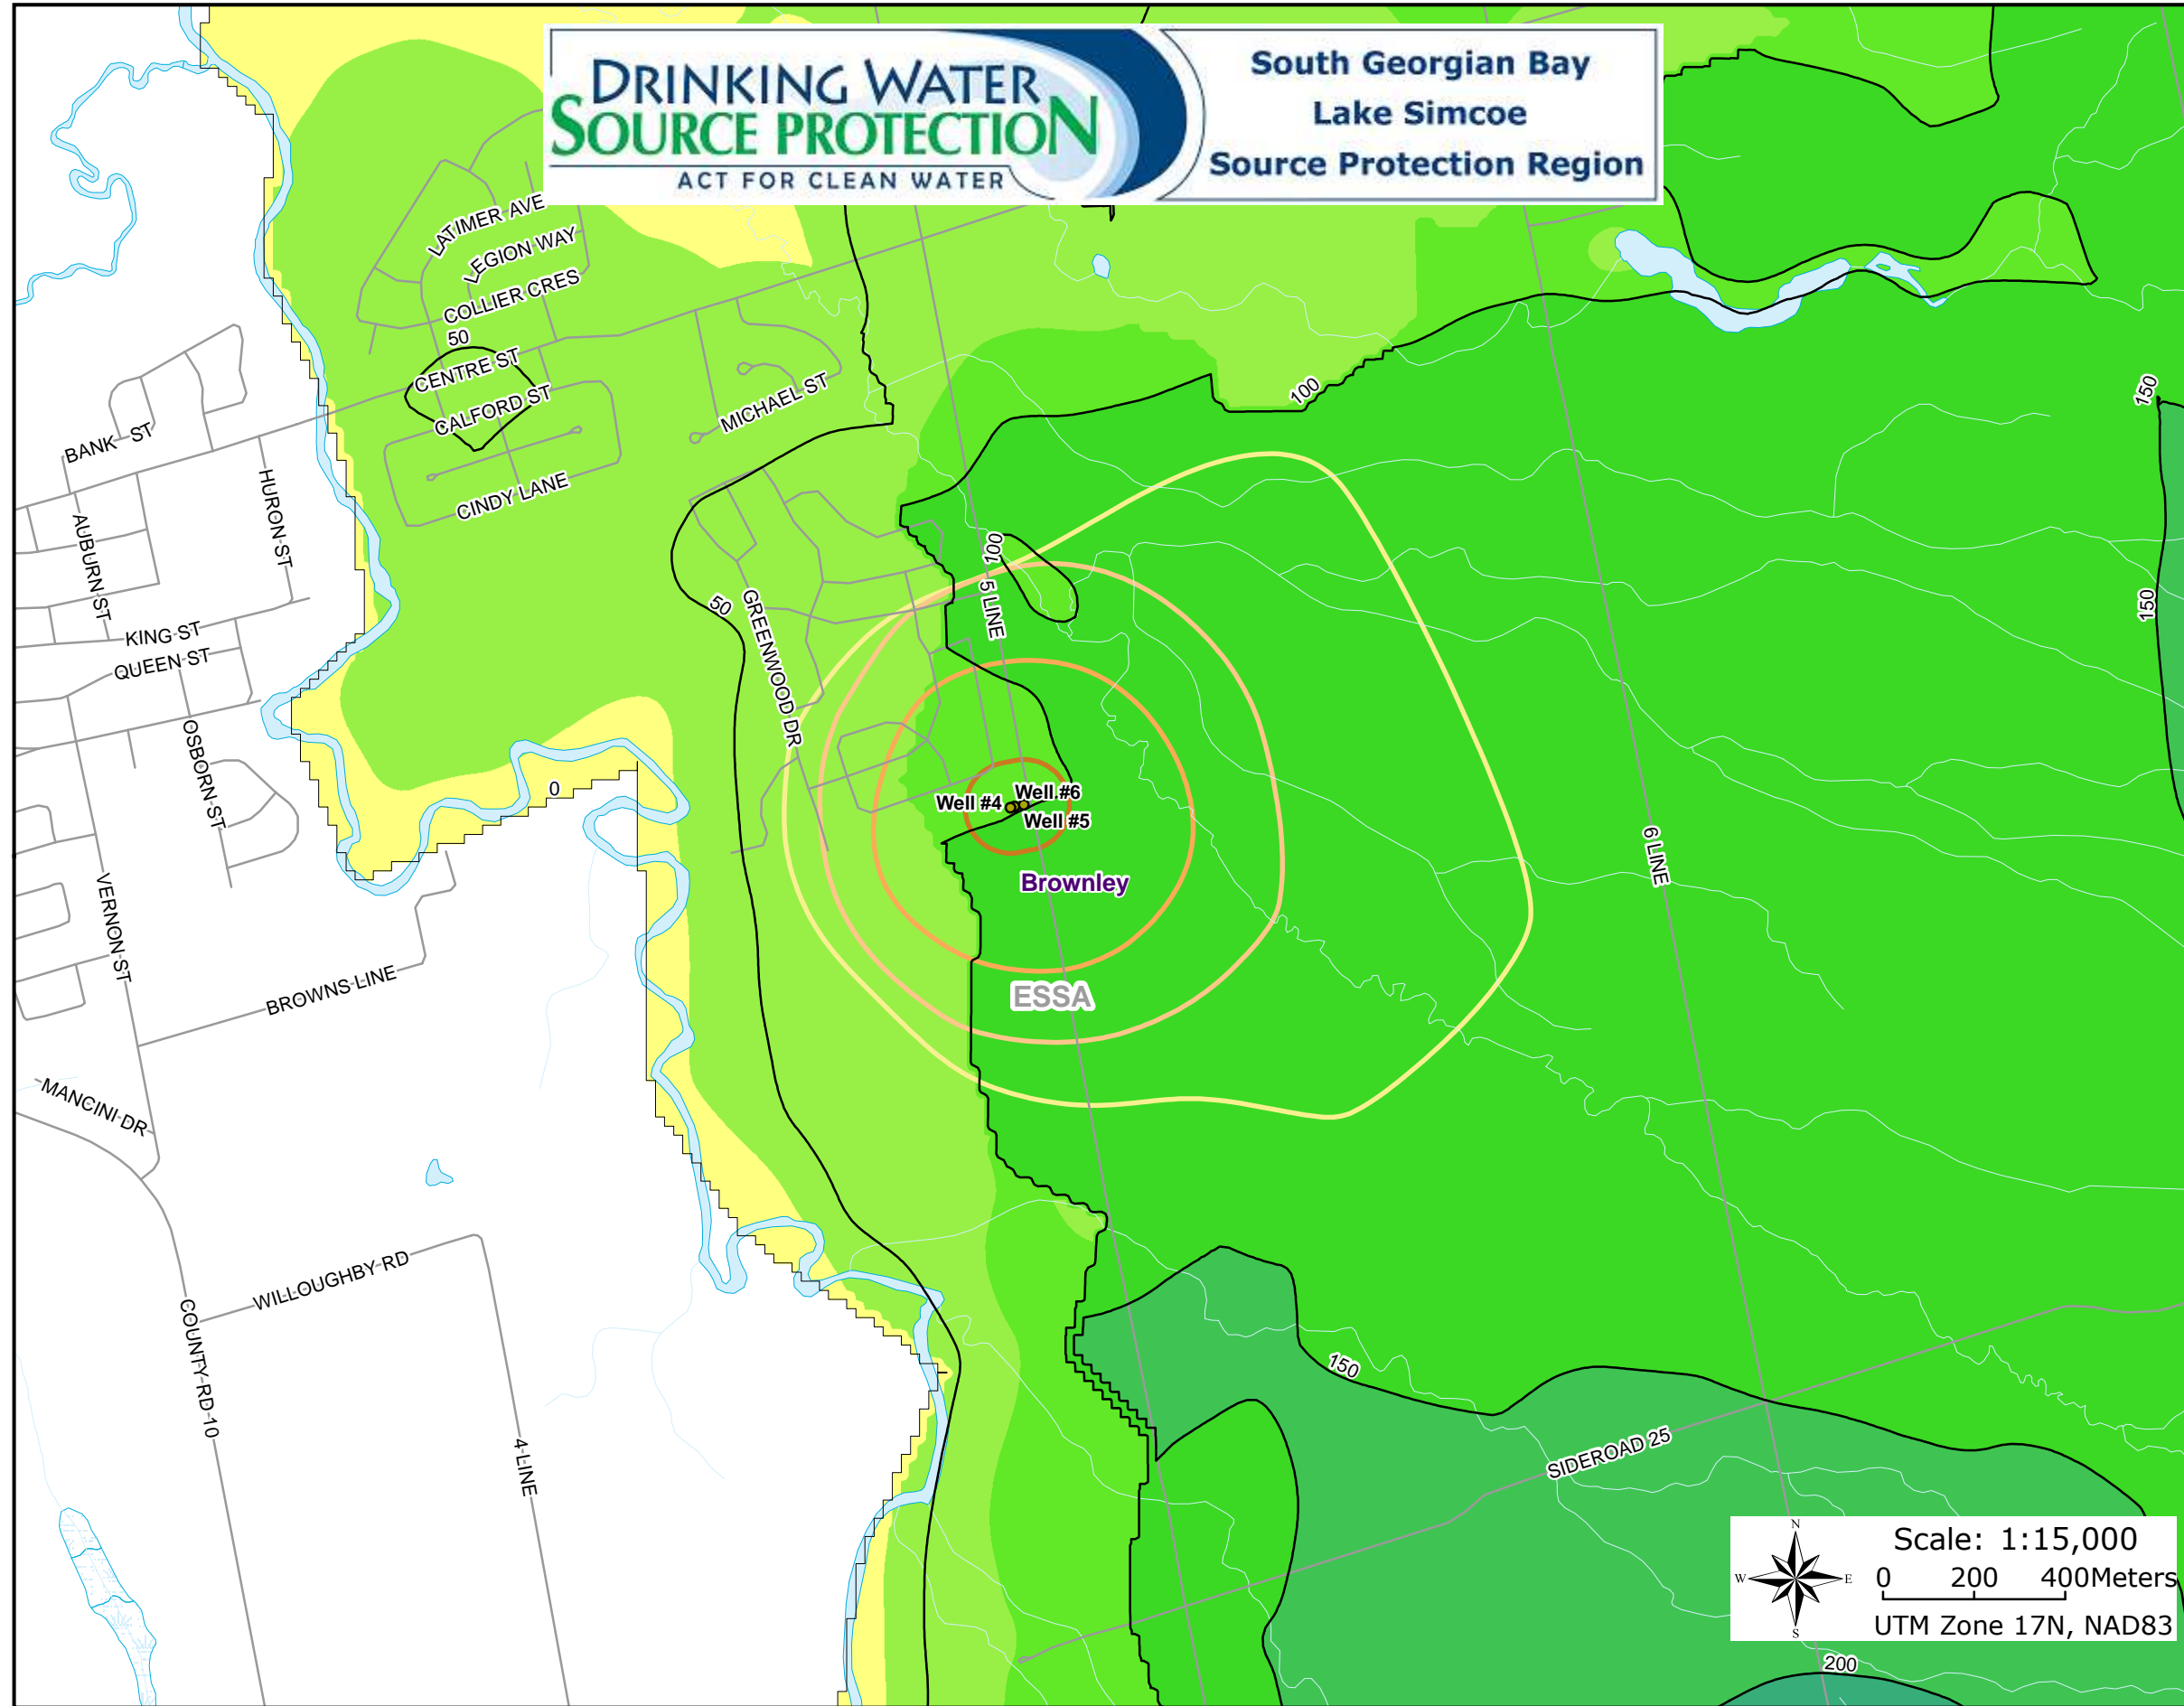 DRINKING WATER
SOURCE PROTECTION
ACT FOR CLEAN WATER
South Georgian Bay
Lake Simcoe
Source Protection Region
LATIMER AVE
LEGION WAY
COLLIER CRES
50
CENTRE ST
CALFORD ST
MICHAEL ST
CINDY LANE
BANK ST
HURON ST
AUBURN ST
KING ST
QUEEN ST
OSBORN ST
VERNON ST
BROWNS LINE
MANCINI DR
WILLOUGHBY RD
COUNTY RD 10
4 LINE
0
50
GREENWOOD DR
100
5 LINE
100
150
150
Well #4
Well #6
Well #5
Brownley
ESSA
6 LINE
150
SIDEROAD 25
200
N
W
E
S
Scale: 1:15,000
0 200 400Meters
UTM Zone 17N, NAD83